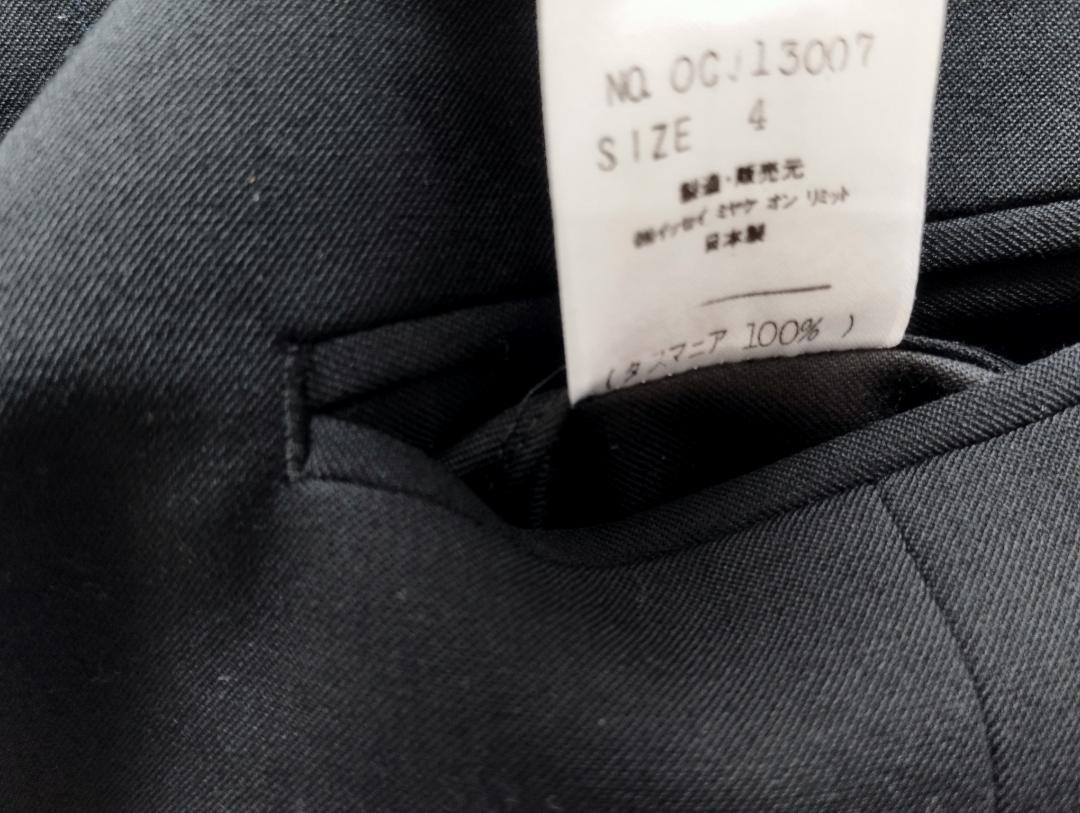 NO. OCJ13007
SIZE 4
製造・販売元
㈱イッセイ ミヤケ オン リミット
日本製
(タスマニア 100%)